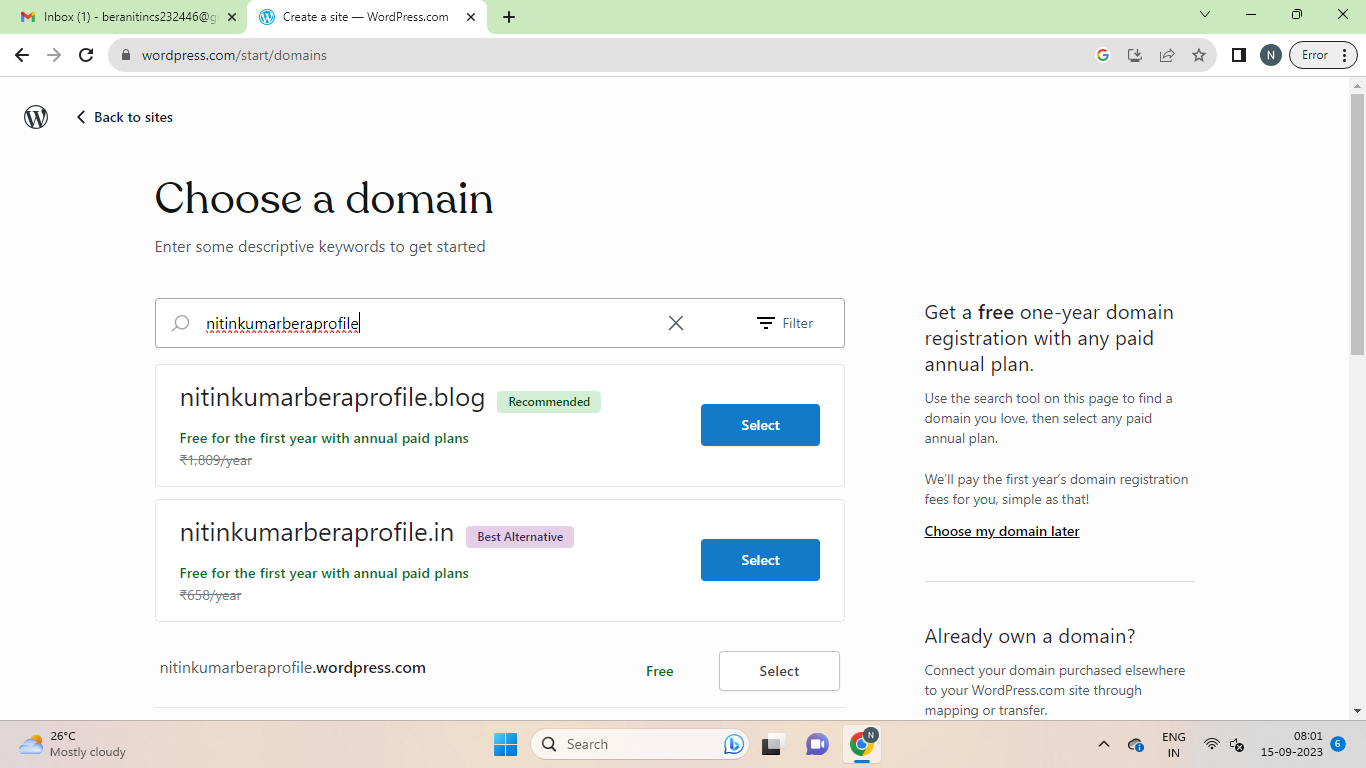 Inbox (1) - beranitincs232446@g
Create a site — WordPress.com
wordpress.com/start/domains
N
Error
Back to sites
Choose a domain
Enter some descriptive keywords to get started
nitinkumarberaprofile
Filter
nitinkumarberaprofile.blog Recommended
Free for the first year with annual paid plans
₹1,809/year
Select
nitinkumarberaprofile.in Best Alternative
Free for the first year with annual paid plans
₹658/year
Select
nitinkumarberaprofile.wordpress.com Free Select
Get a free one-year domain
registration with any paid
annual plan.
Use the search tool on this page to find a
domain you love, then select any paid
annual plan.
We'll pay the first year's domain registration
fees for you, simple as that!
Choose my domain later
Already own a domain?
Connect your domain purchased elsewhere
to your WordPress.com site through
mapping or transfer.
26°C
Mostly cloudy
Search
N
ENG
IN
08:01
15-09-2023
6